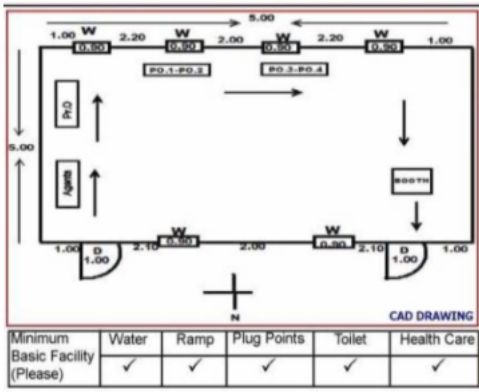 5.00
1.00 W 2.20 W 2.00 W 2.20 W 1.00
0.90 0.90 0.90 0.90
PO.1-PO.2 PO.3-PO.4
Pr.O
5.00
Agents
BOOTH
W W
1.00 D 2.10 0.90 2.00 0.90 2.10 D 1.00
1.00 1.00
N
CAD DRAWING
Minimum Basic Facility (Please) Water Ramp Plug Points Toilet Health Care
✓ ✓ ✓ ✓ ✓